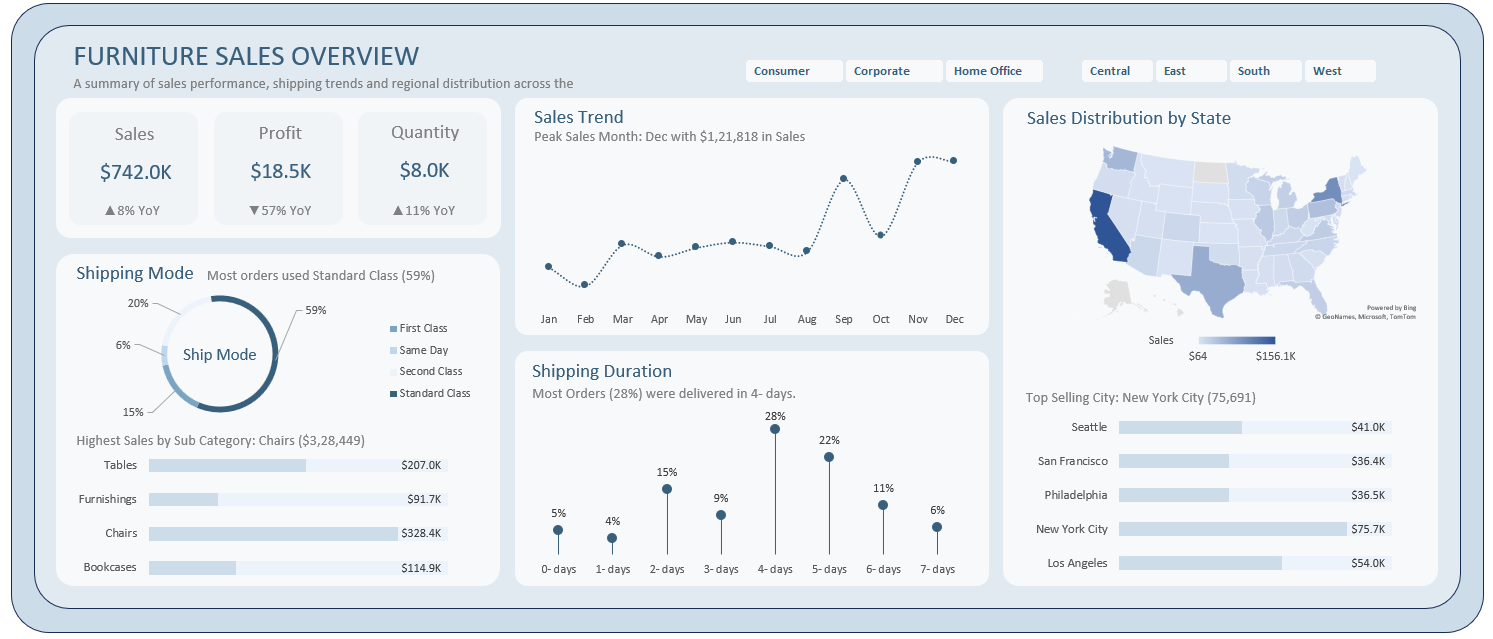 FURNITURE SALES OVERVIEW
A summary of sales performance, shipping trends and regional distribution across the
Consumer
Corporate
Home Office
Central
East
South
West
Sales
$742.0K
▲8% YoY
Profit
$18.5K
▼57% YoY
Quantity
$8.0K
▲11% YoY
Shipping Mode
Most orders used Standard Class (59%)
20%
59%
6%
15%
Ship Mode
First Class
Same Day
Second Class
Standard Class
Highest Sales by Sub Category: Chairs ($3,28,449)
Tables $207.0K
Furnishings $91.7K
Chairs $328.4K
Bookcases $114.9K
Sales Trend
Peak Sales Month: Dec with $1,21,818 in Sales
Jan Feb Mar Apr May Jun Jul Aug Sep Oct Nov Dec
Shipping Duration
Most Orders (28%) were delivered in 4- days.
5% 4% 15% 9% 28% 22% 11% 6%
0- days 1- days 2- days 3- days 4- days 5- days 6- days 7- days
Sales Distribution by State
Powered by Bing
© GeoNames, Microsoft, TomTom
Sales
$64 $156.1K
Top Selling City: New York City (75,691)
Seattle $41.0K
San Francisco $36.4K
Philadelphia $36.5K
New York City $75.7K
Los Angeles $54.0K